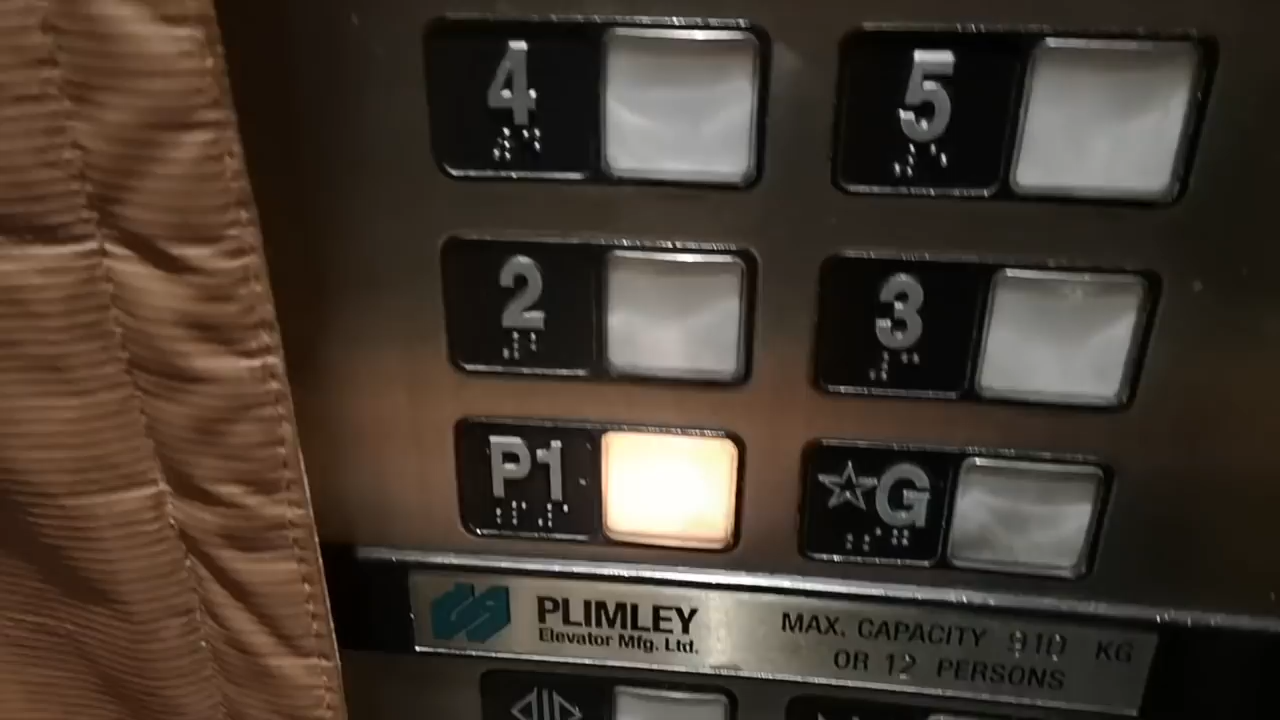 4 5
2 3
P1 ☆G
PLIMLEY
Elevator Mfg. Ltd.
MAX. CAPACITY 910 KG
OR 12 PERSONS